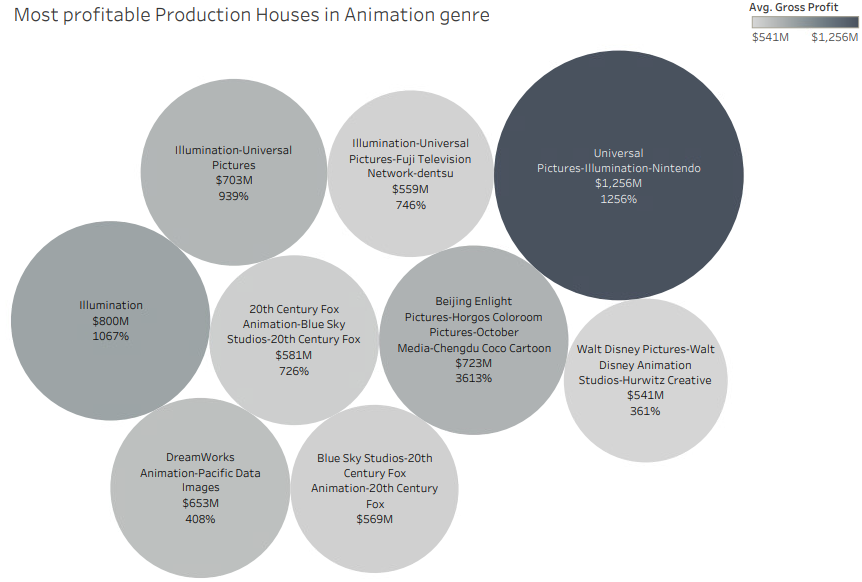 Most profitable Production Houses in Animation genre
Avg. Gross Profit
$541M $1,256M
Illumination-Universal
Pictures
$703M
939%
Illumination-Universal
Pictures-Fuji Television
Network-dentsu
$559M
746%
Universal
Pictures-Illumination-Nintendo
$1,256M
1256%
Illumination
$800M
1067%
20th Century Fox
Animation-Blue Sky
Studios-20th Century Fox
$581M
726%
Beijing Enlight
Pictures-Horgos Coloroom
Pictures-October
Media-Chengdu Coco Cartoon
$723M
3613%
Walt Disney Pictures-Walt
Disney Animation
Studios-Hurwitz Creative
$541M
361%
DreamWorks
Animation-Pacific Data
Images
$653M
408%
Blue Sky Studios-20th
Century Fox
Animation-20th Century
Fox
$569M